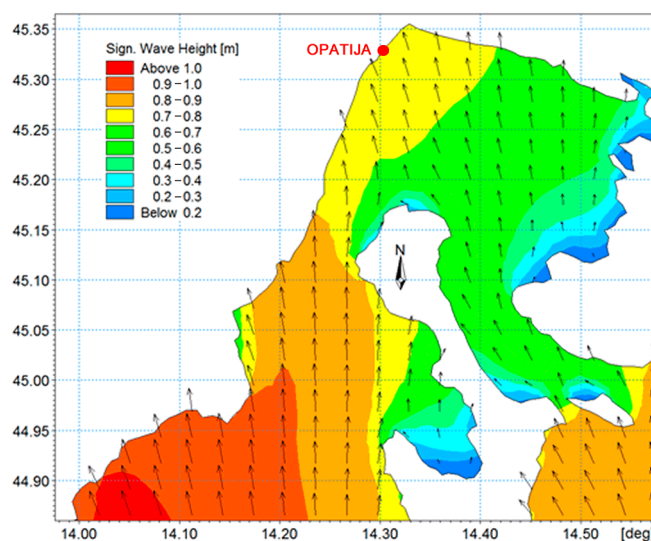 45.35
45.30
45.25
45.20
45.15
45.10
45.05
45.00
44.95
44.90
Sign. Wave Height [m]
Above 1.0
0.9 - 1.0
0.8 - 0.9
0.7 - 0.8
0.6 - 0.7
0.5 - 0.6
0.4 - 0.5
0.3 - 0.4
0.2 - 0.3
Below 0.2
OPATIJA
N
14.00 14.10 14.20 14.30 14.40 14.50 [deg